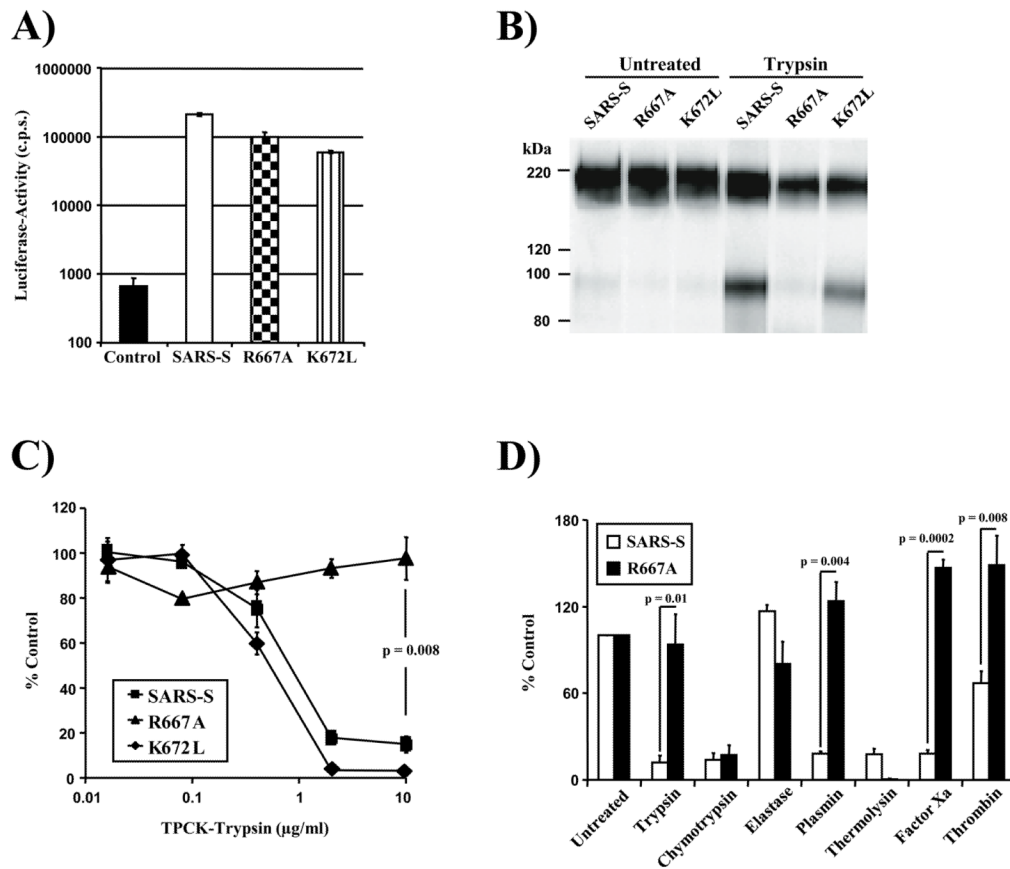 A)
1000000
100000
10000
1000
100
Luciferase-Activity (c.p.s.)
Control SARS-S R667A K672L
B)
Untreated Trypsin
SARS-S R667A K672L SARS-S R667A K672L
kDa
220
120
100
80
C)
120
100
80
60
40
20
0
% Control
p = 0.008
SARS-S
R667A
K672L
0.01 0.1 1 10
TPCK-Trypsin (µg/ml)
D)
180
120
60
0
% Control
SARS-S
R667A
p = 0.01
p = 0.004
p = 0.0002
p = 0.008
Untreated Trypsin Chymotrypsin Elastase Plasmin Thermolysin Factor Xa Thrombin